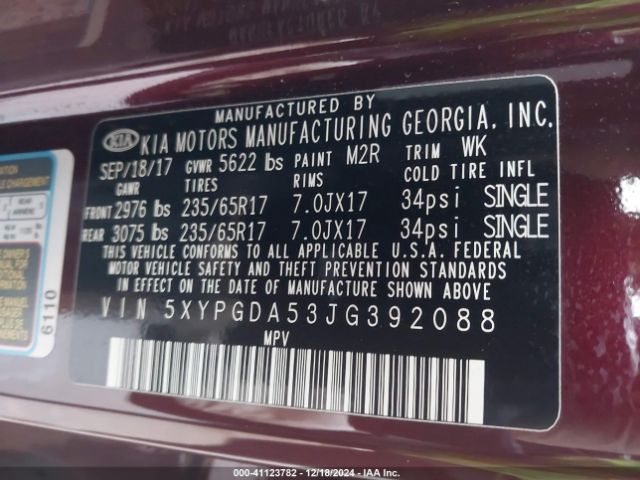 MANUFACTURED BY
KIA KIA MOTORS MANUFACTURING GEORGIA, INC.
SEP/18/17 GVWR 5622 lbs PAINT M2R TRIM WK
GAWR TIRES RIMS COLD TIRE INFL
FRONT 2976 lbs 235/65R17 7.0JX17 34psi SINGLE
REAR 3075 lbs 235/65R17 7.0JX17 34psi SINGLE
THIS VEHICLE CONFORMS TO ALL APPLICABLE U.S.A. FEDERAL
MOTOR VEHICLE SAFETY AND THEFT PREVENTION STANDARDS
IN EFFECT ON THE DATE OF MANUFACTURE SHOWN ABOVE.
VIN 5XYPGDA53JG392088
MPV
6110
000-41123782 • 12/18/2024 • IAA Inc.